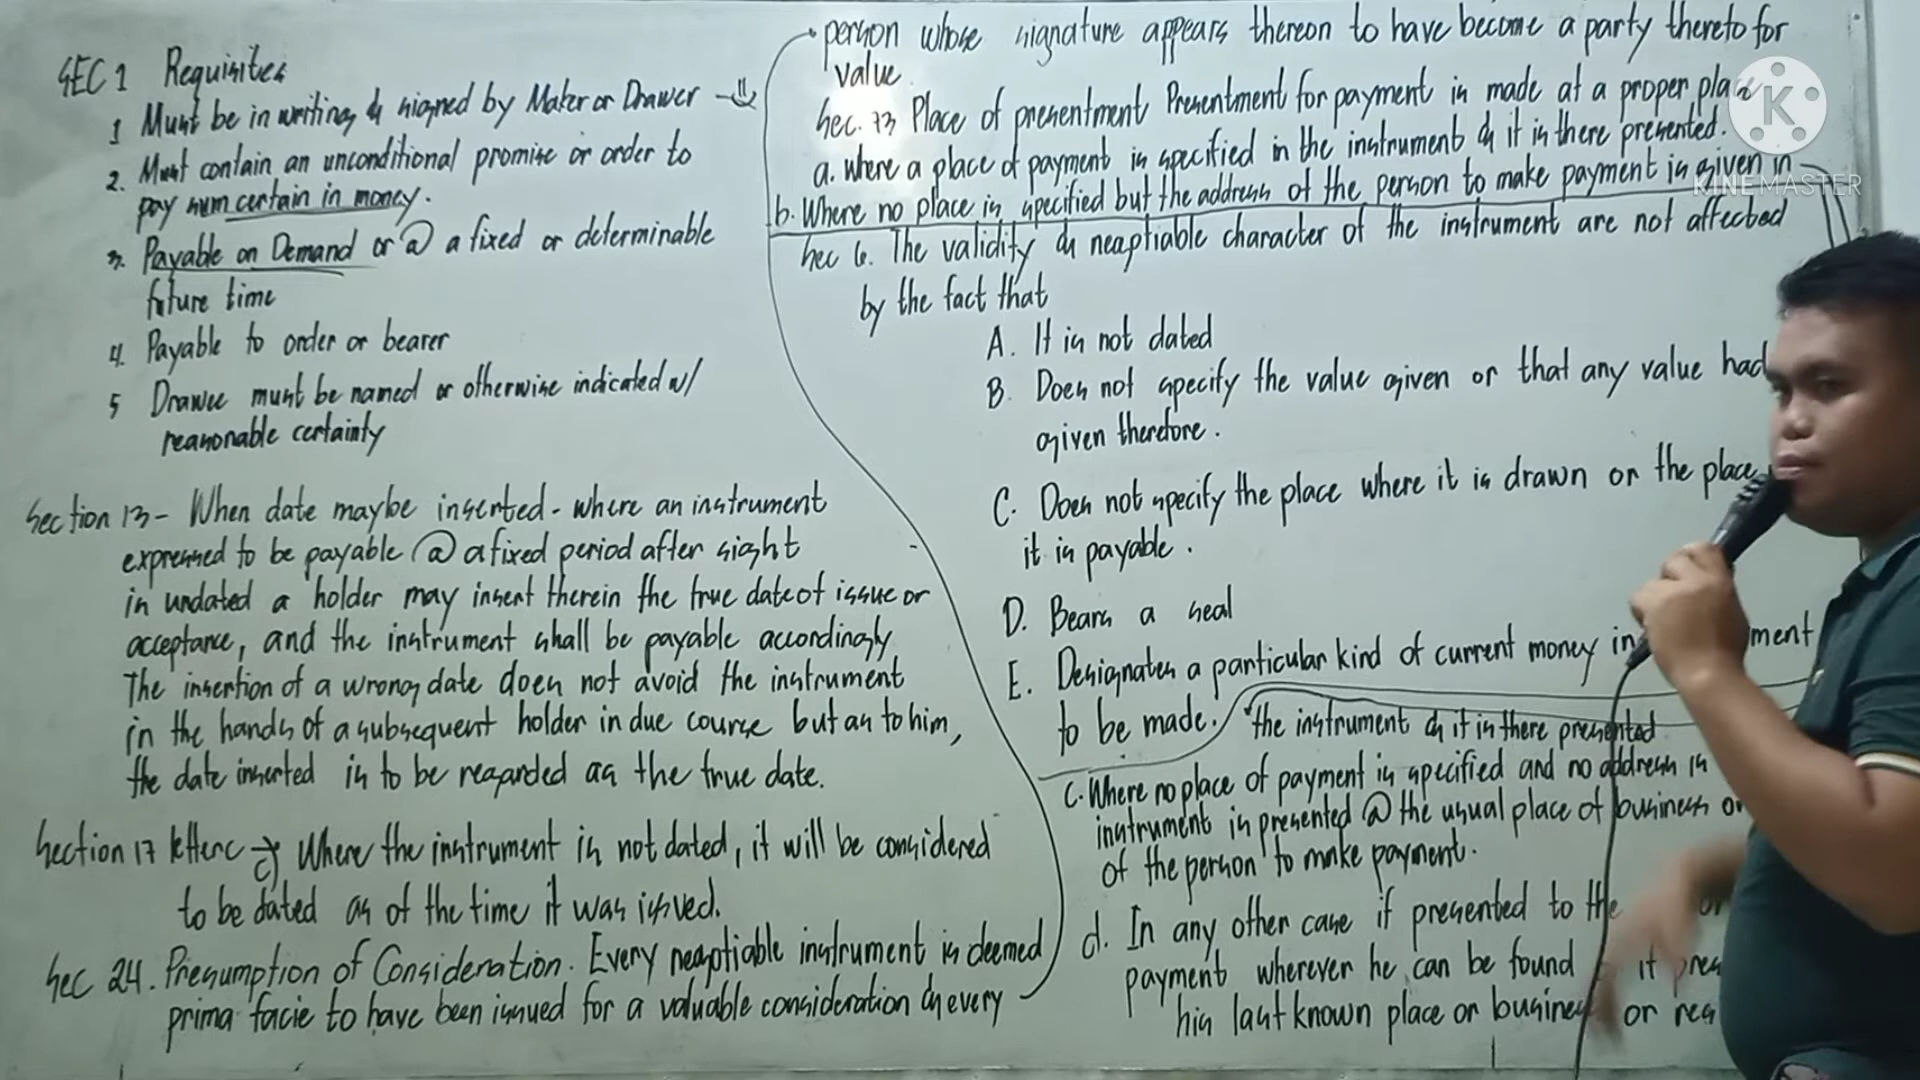 SEC 1 Requisites
1 Must be in writing & signed by Maker or Drawer
2. Must contain an unconditional promise or order to
pay sum certain in money.
3. Payable on Demand or @ a fixed or determinable
future time
4. Payable to order or bearer
5 Drawee must be named or otherwise indicated w/
reasonable certainty
Section 13 - When date maybe inserted - where an instrument
expressed to be payable @ a fixed period after sight
is undated a holder may insert therein the true date of issue or
acceptance, and the instrument shall be payable accordingly
The insertion of a wrong date does not avoid the instrument
in the hands of a subsequent holder in due course but as to him,
the date inserted is to be regarded as the true date.
Section 17 letter c Where the instrument is not dated, it will be considered
to be dated as of the time it was issued.
Sec 24. Presumption of Consideration. Every negotiable instrument is deemed
prima facie to have been issued for a valuable consideration & every
person whose signature appears thereon to have become a party thereto for
value.
Sec. 73 Place of presentment Presentment for payment is made at a proper place
a. where a place of payment is specified in the instrument & it is there presented.
b. Where no place is specified but the address of the person to make payment is given in
Sec 6. The validity & negotiable character of the instrument are not affected
by the fact that
A. It is not dated
B. Does not specify the value given or that any value had
given therefore.
C. Does not specify the place where it is drawn or the place
it is payable.
D. Bears a seal
E. Designates a particular kind of current money in ment
to be made.
the instrument & it is there presented
C. Where no place of payment is specified and no address is
instrument is presented @ the usual place of business or
of the person to make payment.
d. In any other case if presented to the
payment wherever he can be found it pres
his last known place or business or res
K
KINEMASTER